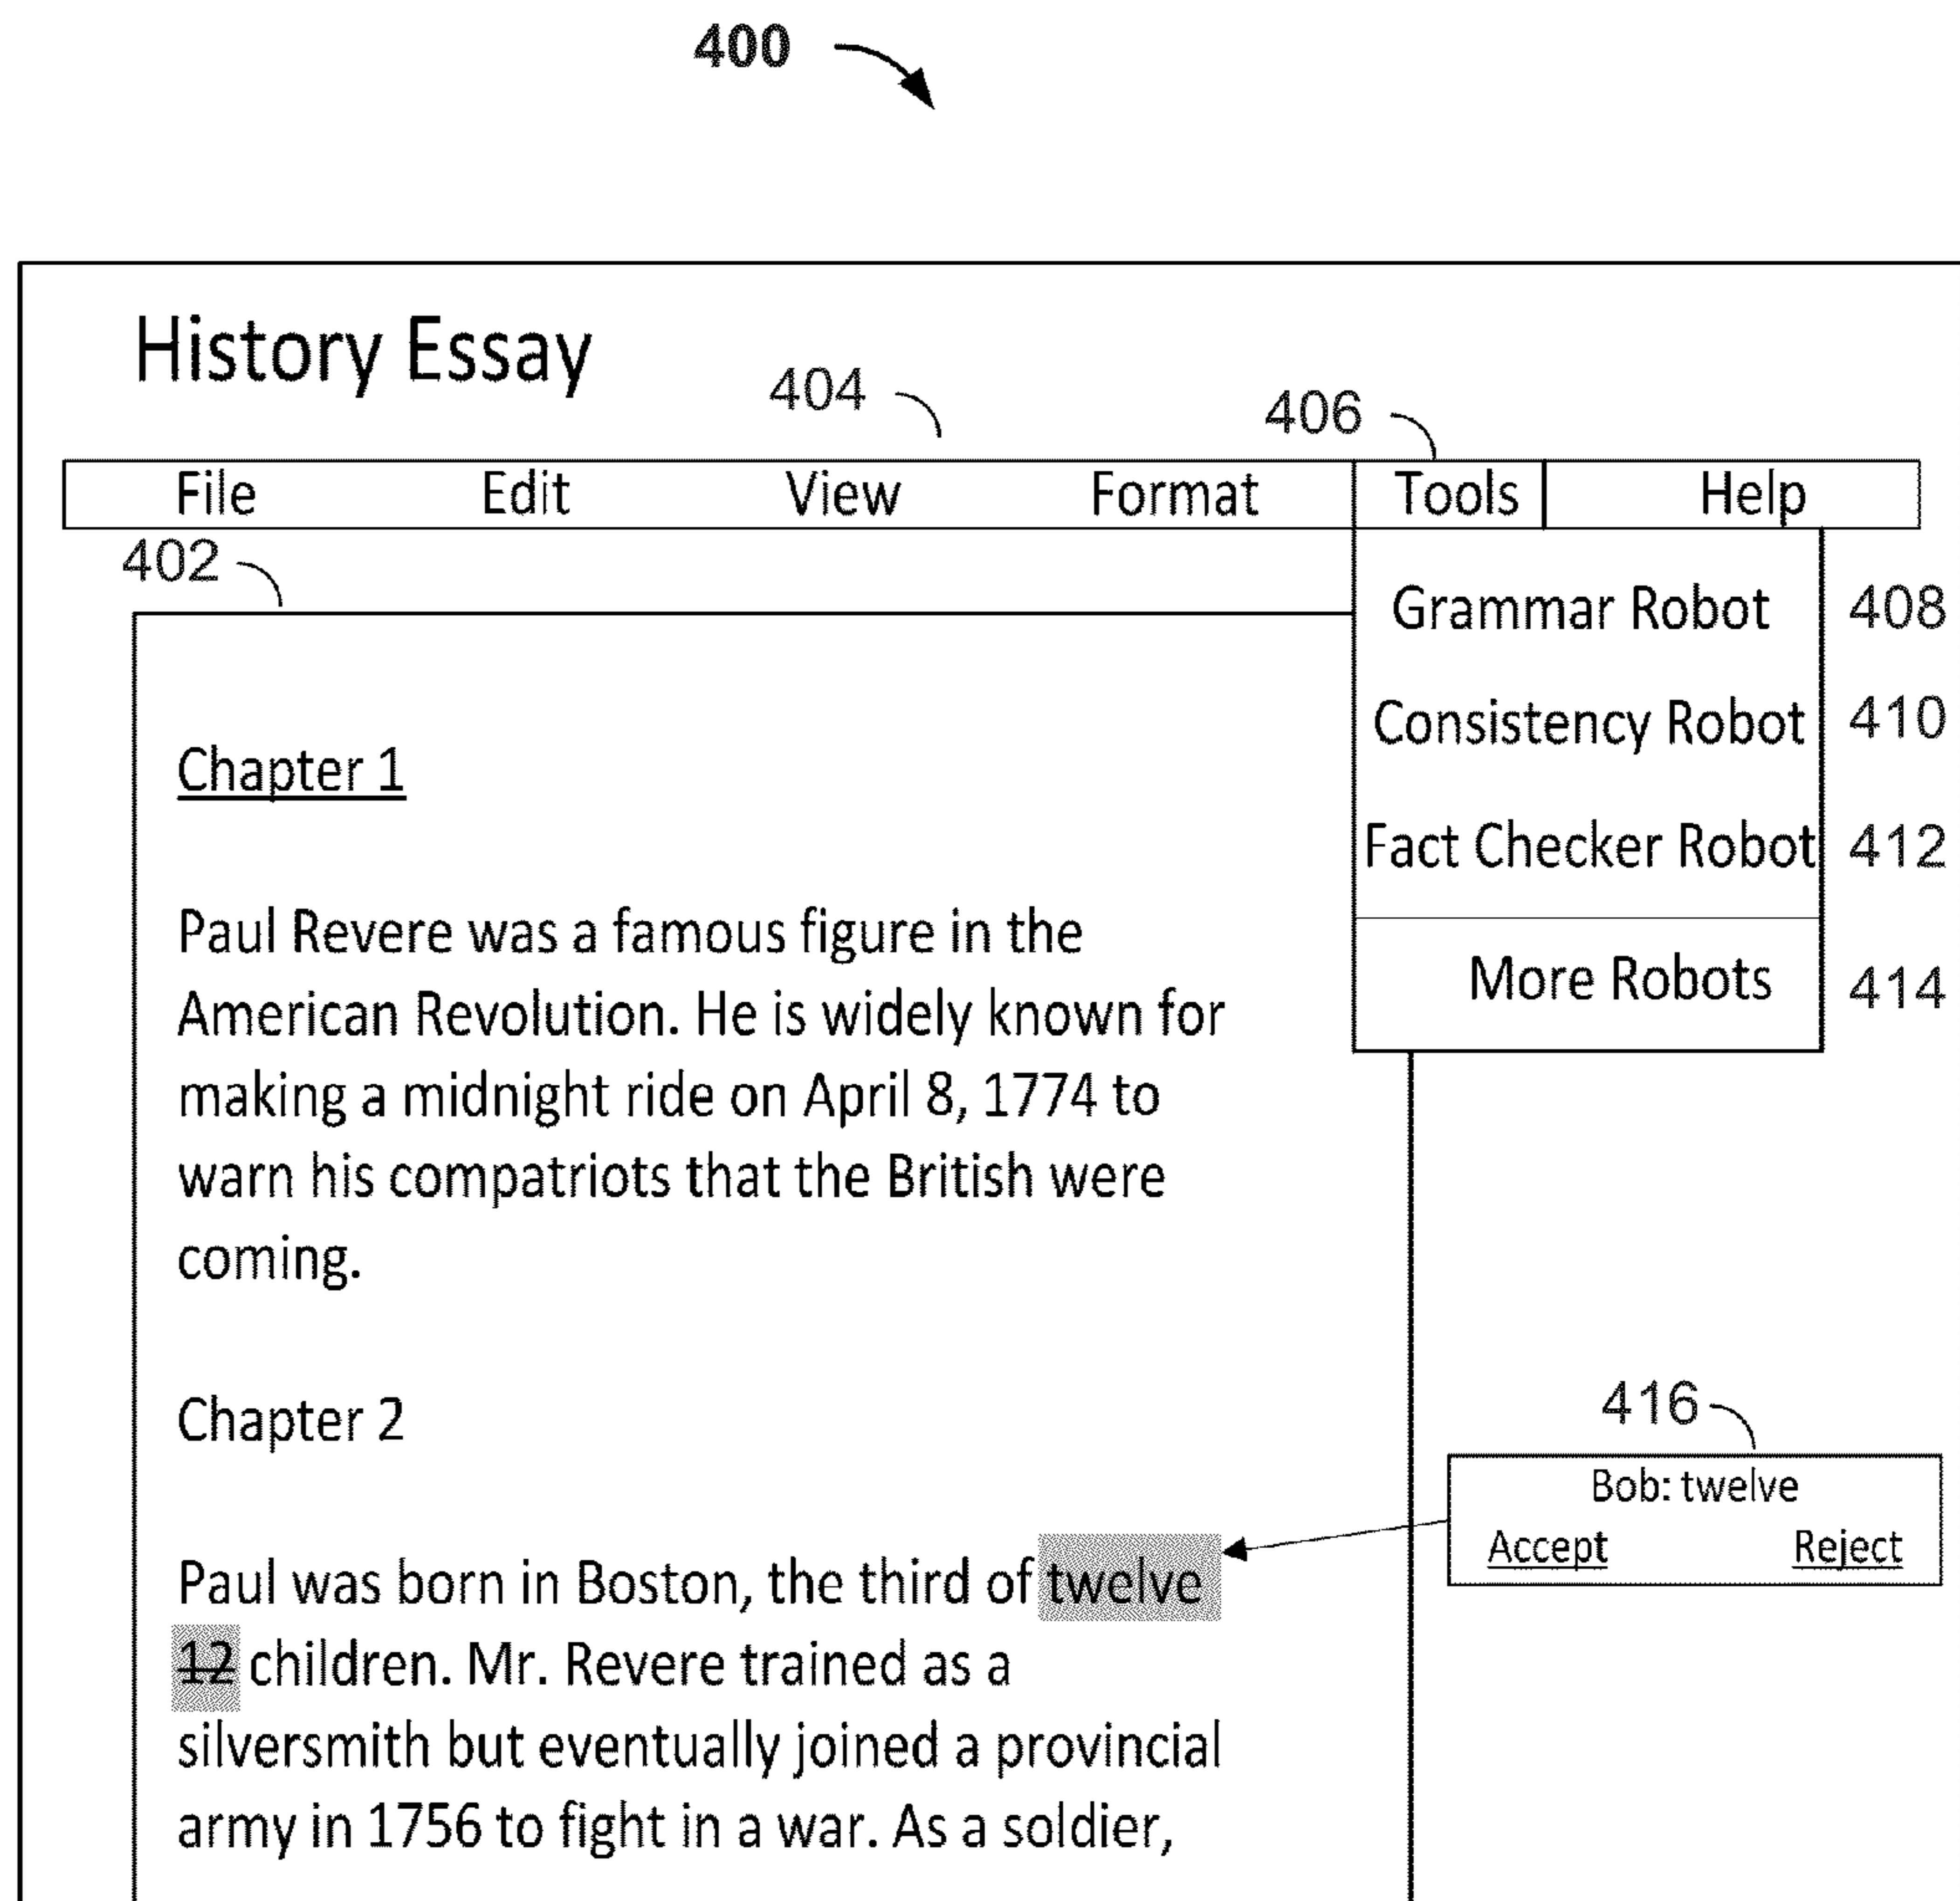 400
History Essay
404
406
File Edit View Format Tools Help
402
Grammar Robot 408
Consistency Robot 410
Fact Checker Robot 412
More Robots 414
Chapter 1
Paul Revere was a famous figure in the
American Revolution. He is widely known for
making a midnight ride on April 8, 1774 to
warn his compatriots that the British were
coming.
Chapter 2
416
Bob: twelve
Accept Reject
Paul was born in Boston, the third of twelve
12 children. Mr. Revere trained as a
silversmith but eventually joined a provincial
army in 1756 to fight in a war. As a soldier,